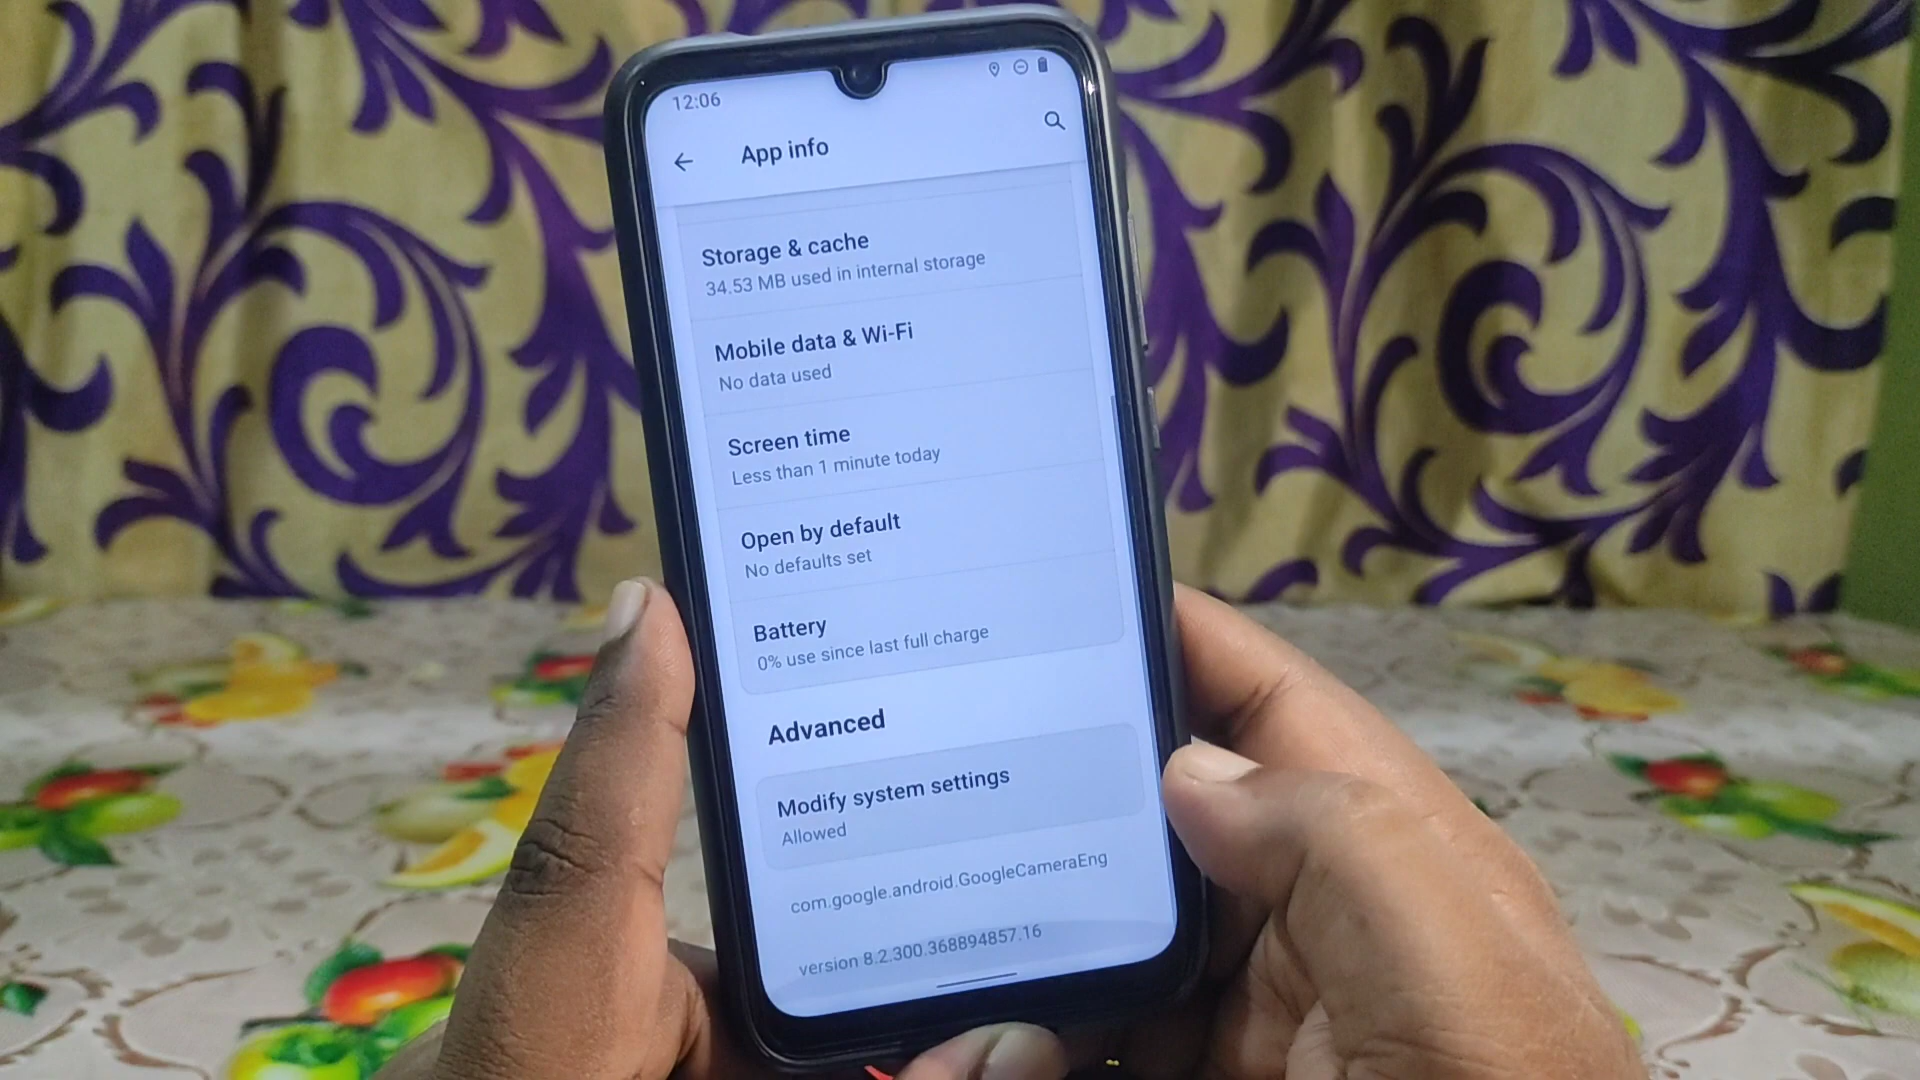 12:06
App info
Storage & cache
34.53 MB used in internal storage
Mobile data & Wi-Fi
No data used
Screen time
Less than 1 minute today
Open by default
No defaults set
Battery
0% use since last full charge
Advanced
Modify system settings
Allowed
com.google.android.GoogleCameraEng
version 8.2.300.368894857.16